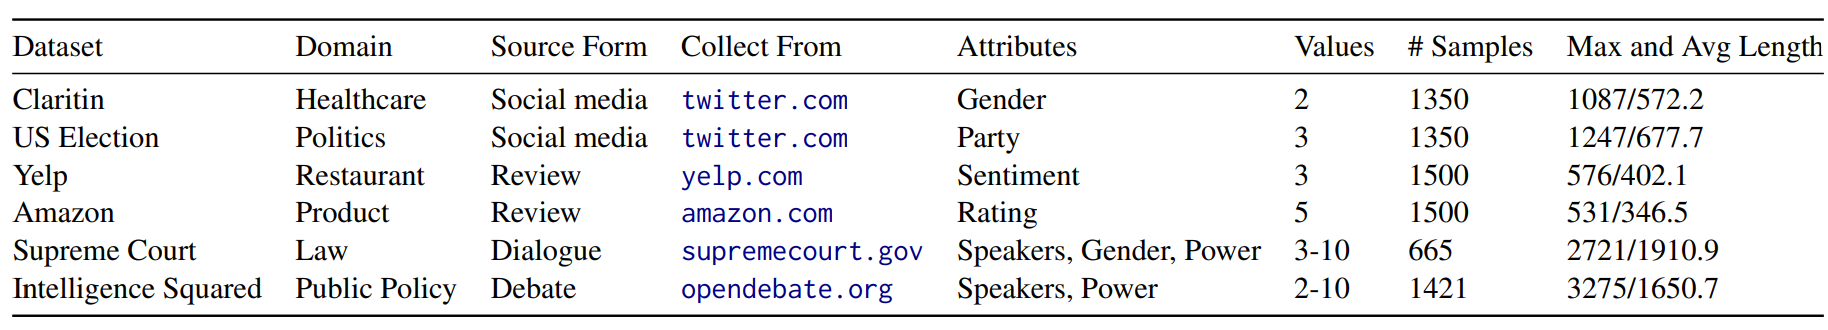 Dataset Domain Source Form Collect From Attributes Values # Samples Max and Avg Length
Claritin Healthcare Social media twitter.com Gender 2 1350 1087/572.2
US Election Politics Social media twitter.com Party 3 1350 1247/677.7
Yelp Restaurant Review yelp.com Sentiment 3 1500 576/402.1
Amazon Product Review amazon.com Rating 5 1500 531/346.5
Supreme Court Law Dialogue supremecourt.gov Speakers, Gender, Power 3-10 665 2721/1910.9
Intelligence Squared Public Policy Debate opendebate.org Speakers, Power 2-10 1421 3275/1650.7